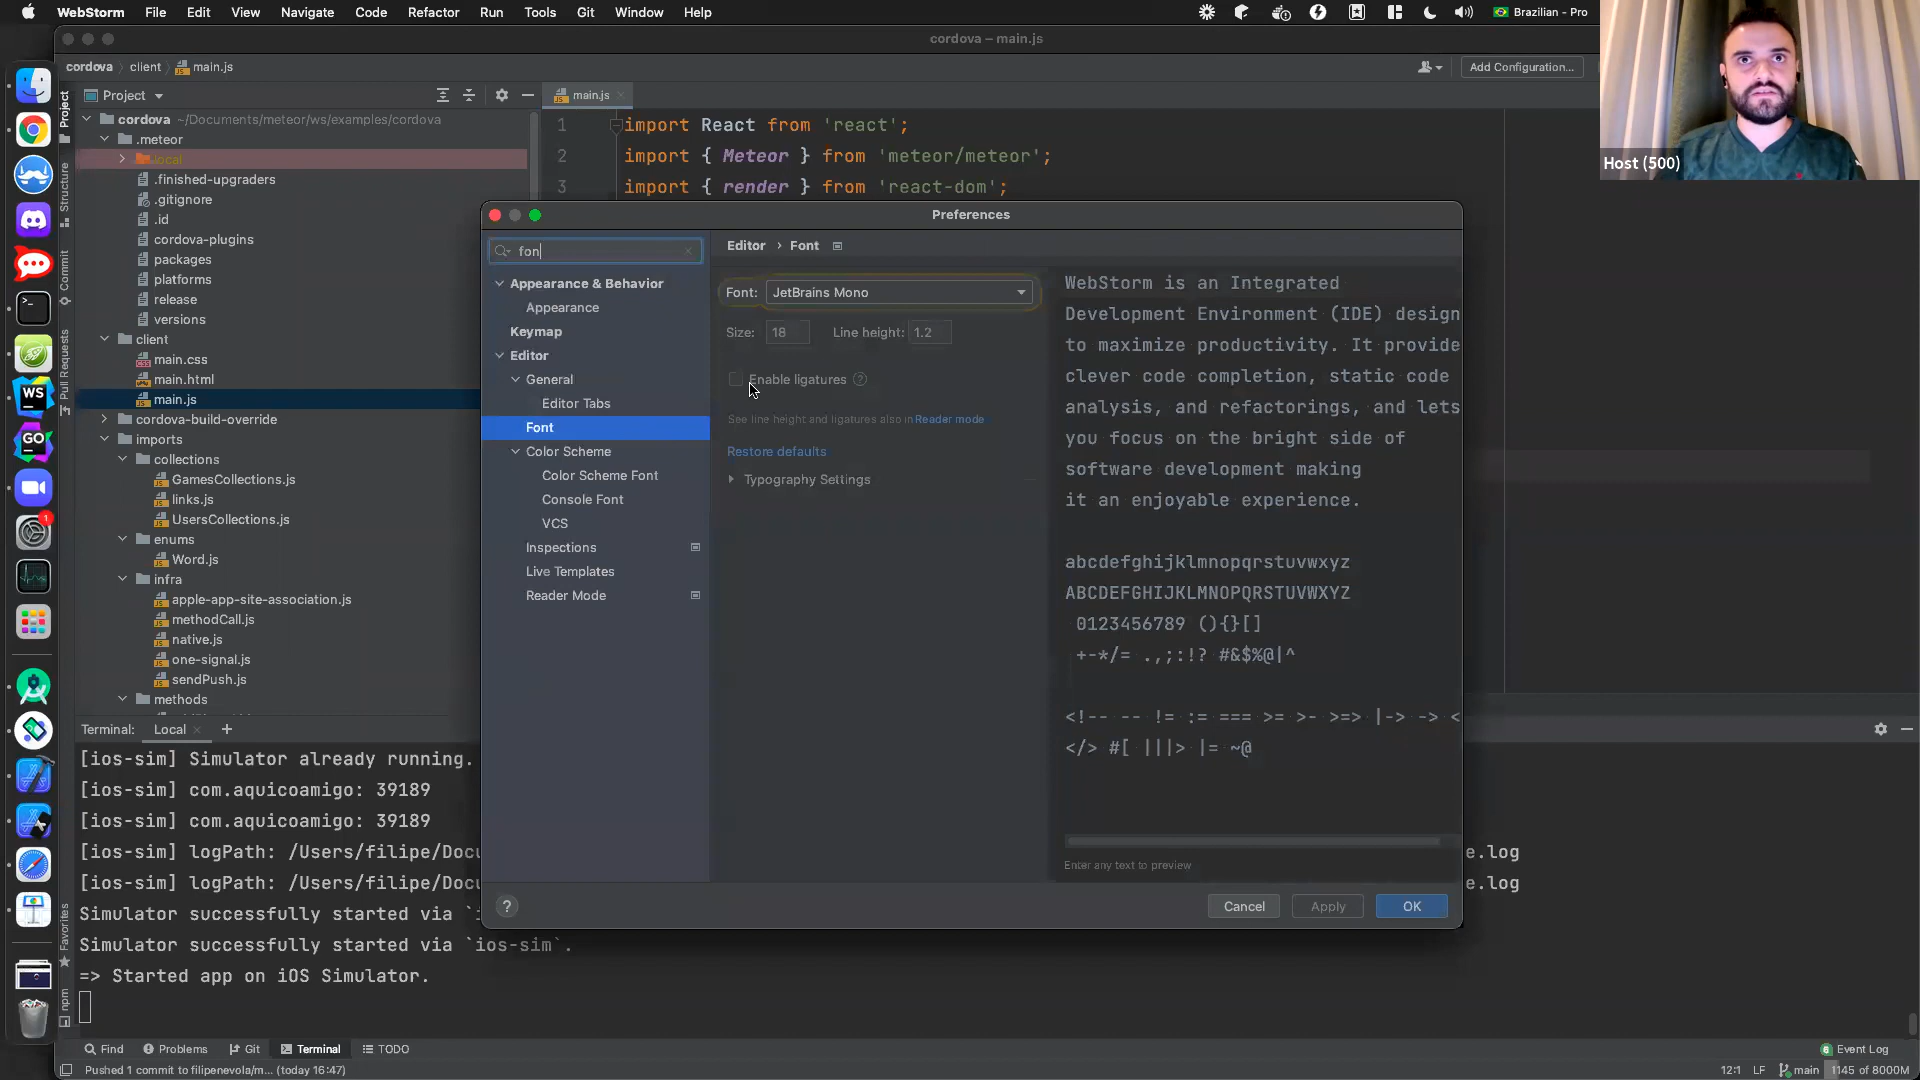 WebStorm File Edit View Navigate Code Refactor Run Tools Git Window Help
Brazilian - Pro
cordova – main.js
cordova client main.js
Add Configuration...
Project
main.js
cordova ~/Documents/meteor/ws/examples/cordova
.meteor
local
.finished-upgraders
.gitignore
.id
cordova-plugins
packages
platforms
release
versions
client
main.css
main.html
main.js
cordova-build-override
imports
collections
GamesCollections.js
links.js
UsersCollections.js
enums
Word.js
infra
apple-app-site-association.js
methodCall.js
native.js
one-signal.js
sendPush.js
methods
Project
Structure
Commit
Pull Requests
Favorites
npm
WS
GO
1
1 import React from 'react';
2 import { Meteor } from 'meteor/meteor';
3 import { render } from 'react-dom';
Host (500)
Preferences
fon
Appearance & Behavior
Appearance
Keymap
Editor
General
Editor Tabs
Font
Color Scheme
Color Scheme Font
Console Font
VCS
Inspections
Live Templates
Reader Mode
Editor › Font
Font: JetBrains Mono
Size: 18 Line height: 1.2
Enable ligatures ?
See line height and ligatures also in Reader mode
Restore defaults
Typography Settings
WebStorm is an Integrated
Development Environment (IDE) design
to maximize productivity. It provide
clever code completion, static code
analysis, and refactorings, and lets
you focus on the bright side of
software development making
it an enjoyable experience.
abcdefghijklmnopqrstuvwxyz
ABCDEFGHIJKLMNOPQRSTUVWXYZ
0123456789 (){}[]
+-*/= .,;:!? #&$%@|^
<!-- -- != := === >= >- >=> |-> -> <
</> #[ |||> |= ~@
Enter any text to preview
?
Cancel Apply OK
Terminal: Local +
[ios-sim] Simulator already running.
[ios-sim] com.aquicoamigo: 39189
[ios-sim] com.aquicoamigo: 39189
[ios-sim] logPath: /Users/filipe/Docu e.log
[ios-sim] logPath: /Users/filipe/Docu e.log
Simulator successfully started via `i
Simulator successfully started via `ios-sim`.
=> Started app on iOS Simulator.
Find Problems Git Terminal TODO
6 Event Log
Pushed 1 commit to filipenevola/m... (today 16:47)
12:1 LF main 1145 of 8000M